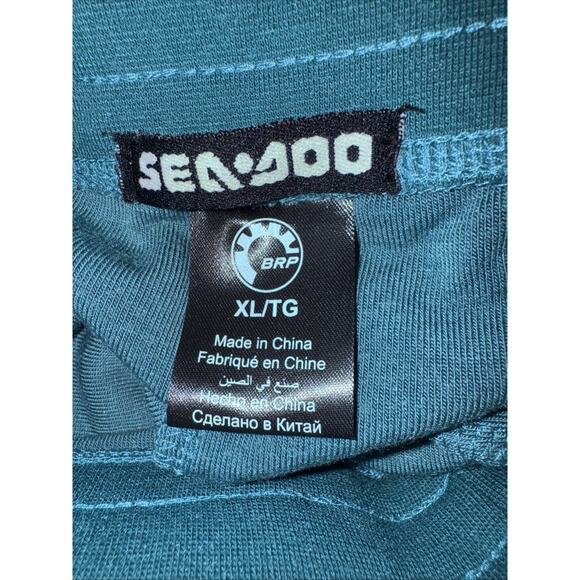 SEA·DOO
BRP
XL/TG
Made in China
Fabriqué en Chine
صنع في الصين
Hecho en China
Сделано в Китай